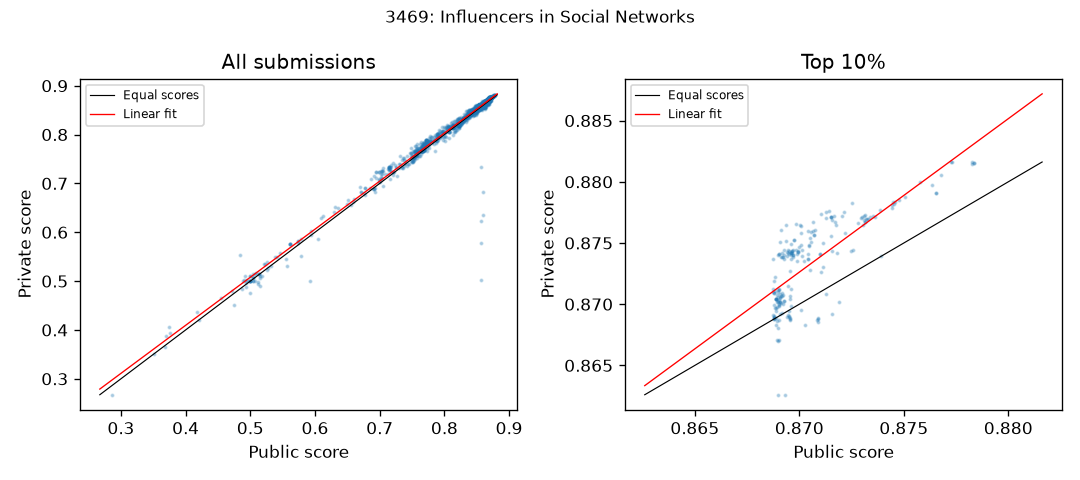 3469: Influencers in Social Networks
All submissions
Private score
0.9
0.8
0.7
0.6
0.5
0.4
0.3
Equal scores
Linear fit
0.3 0.4 0.5 0.6 0.7 0.8 0.9
Public score
Top 10%
Private score
0.885
0.880
0.875
0.870
0.865
Equal scores
Linear fit
0.865 0.870 0.875 0.880
Public score